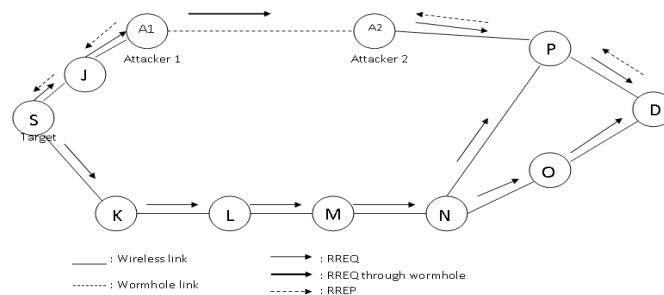 A1
A2
Attacker 1
Attacker 2
P
J
D
S
Target
O
K
L
M
N
: Wireless link
: RREQ
: RREQ through wormhole
: Wormhole link
: RREP